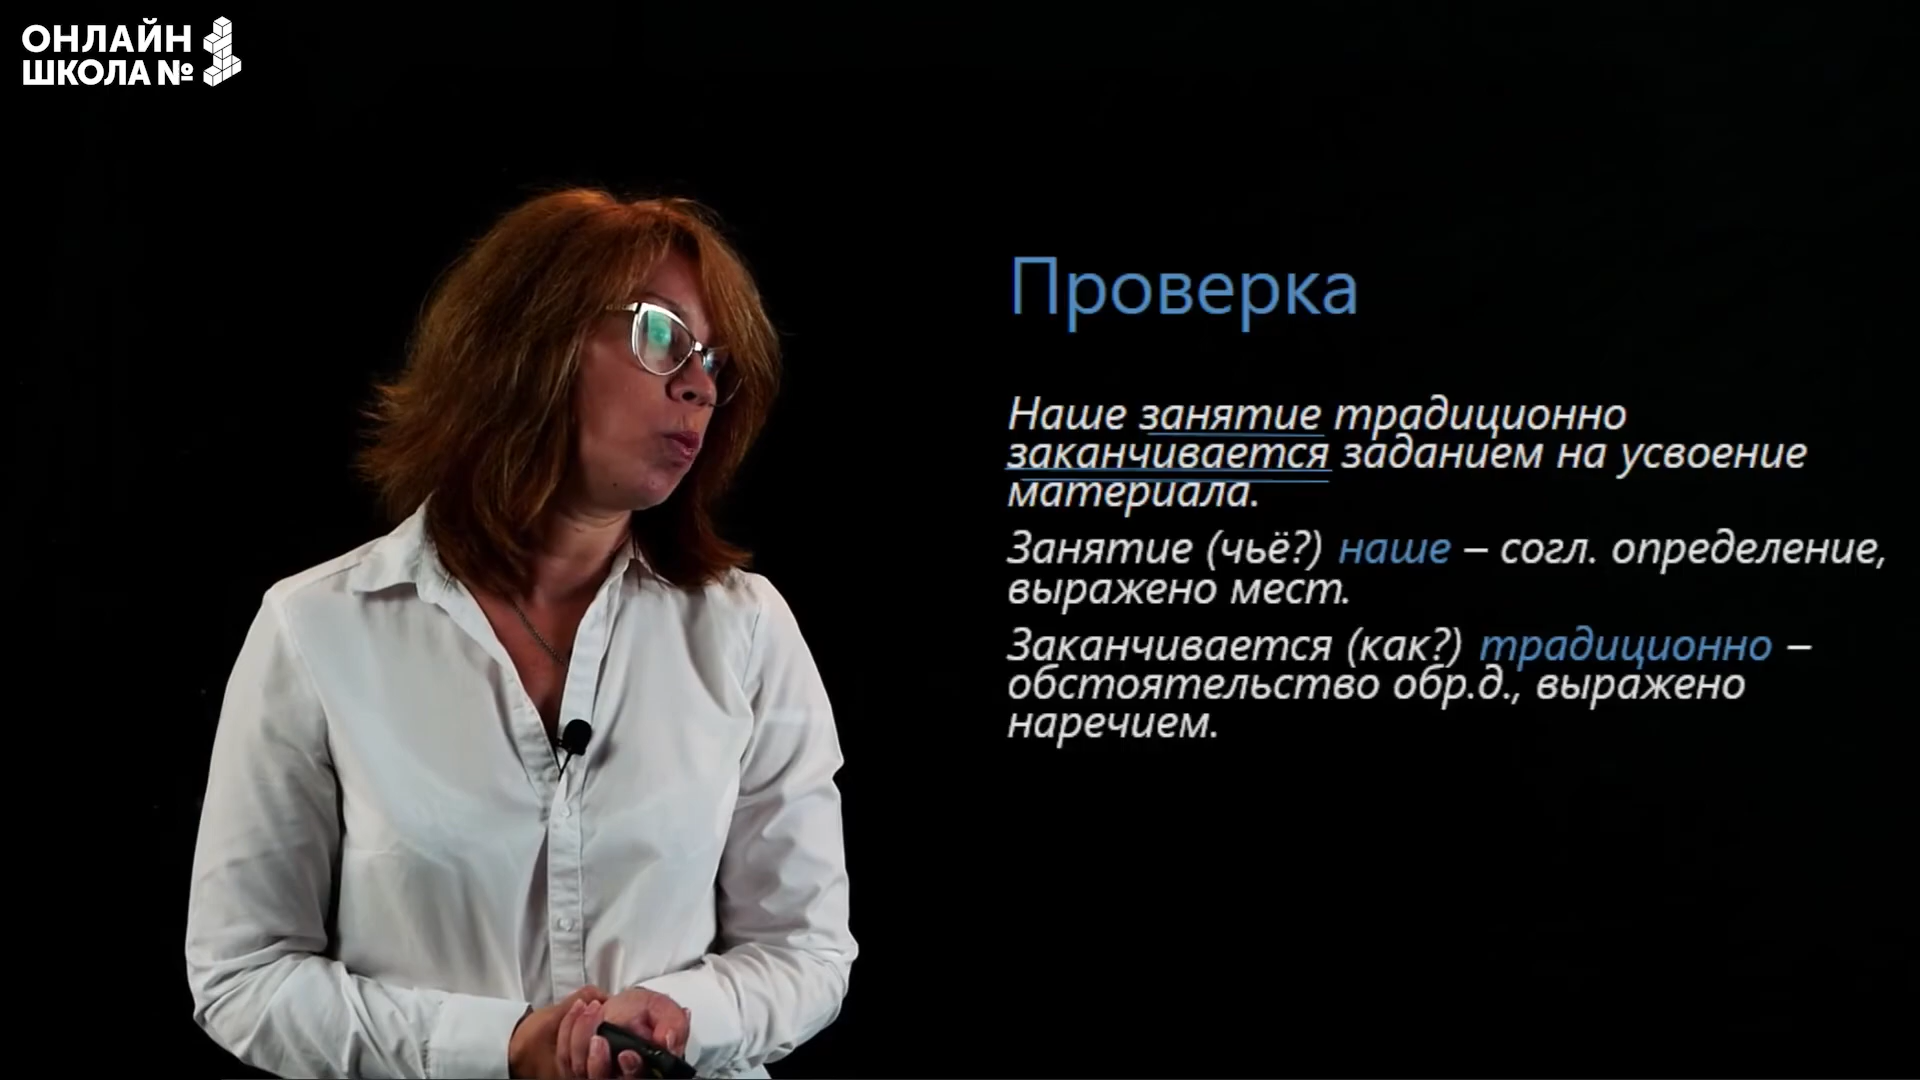 ОНЛАЙН
ШКОЛА №1
Проверка
Наше занятие традиционно
заканчивается заданием на усвоение
материала.
Занятие (чьё?) наше – согл. определение,
выражено мест.
Заканчивается (как?) традиционно –
обстоятельство обр.д., выражено
наречием.